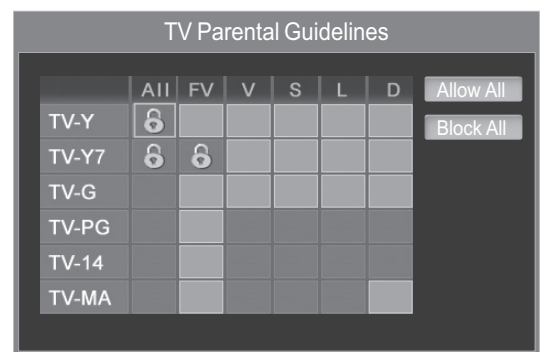 TV Parental Guidelines
All FV V S L D
Allow All
TV-Y
Block All
TV-Y7
TV-G
TV-PG
TV-14
TV-MA